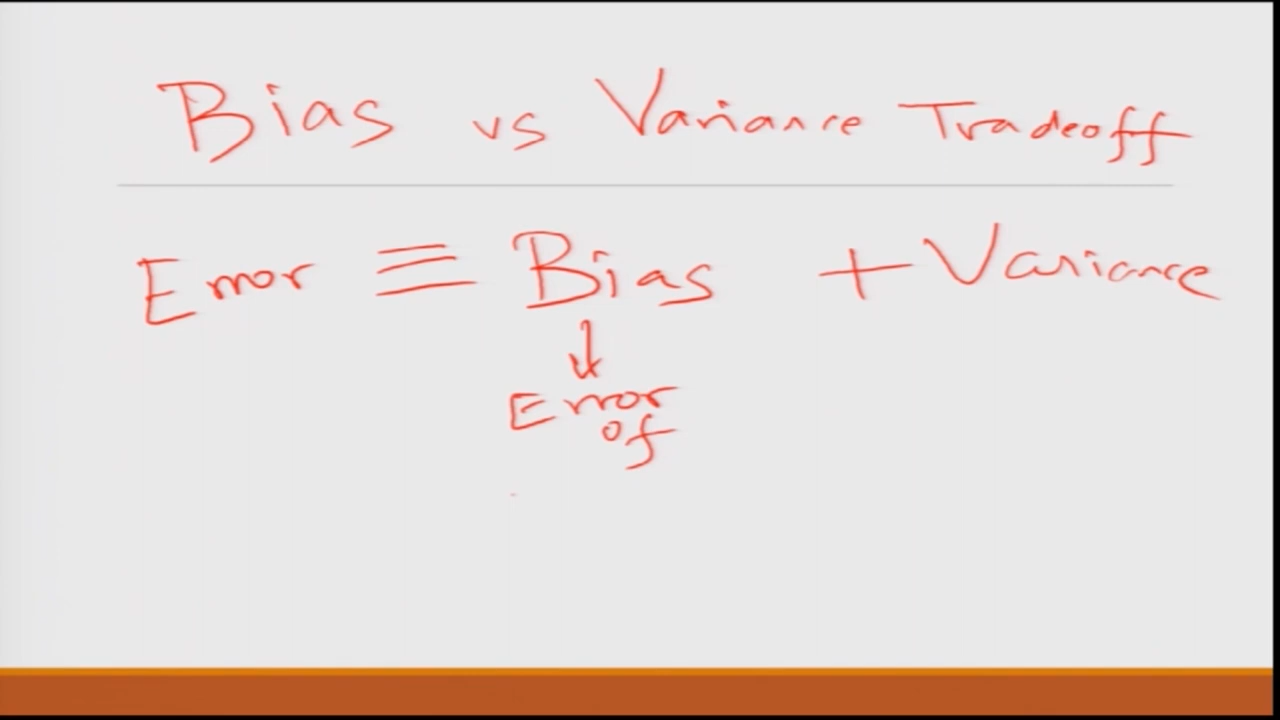 Bias vs Variance Tradeoff
Error ≡ Bias + Variance
↓
Error
of